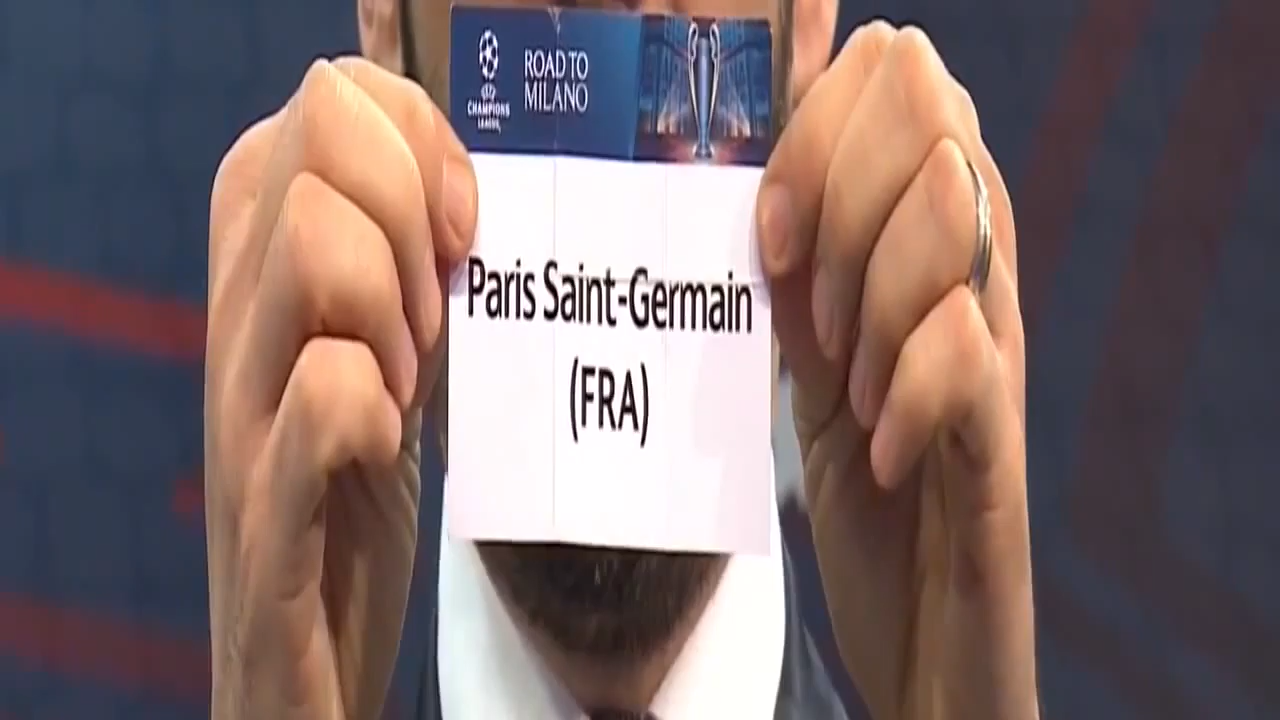 ROAD TO
MILANO
CHAMPIONS
LEAGUE
Paris Saint-Germain
(FRA)